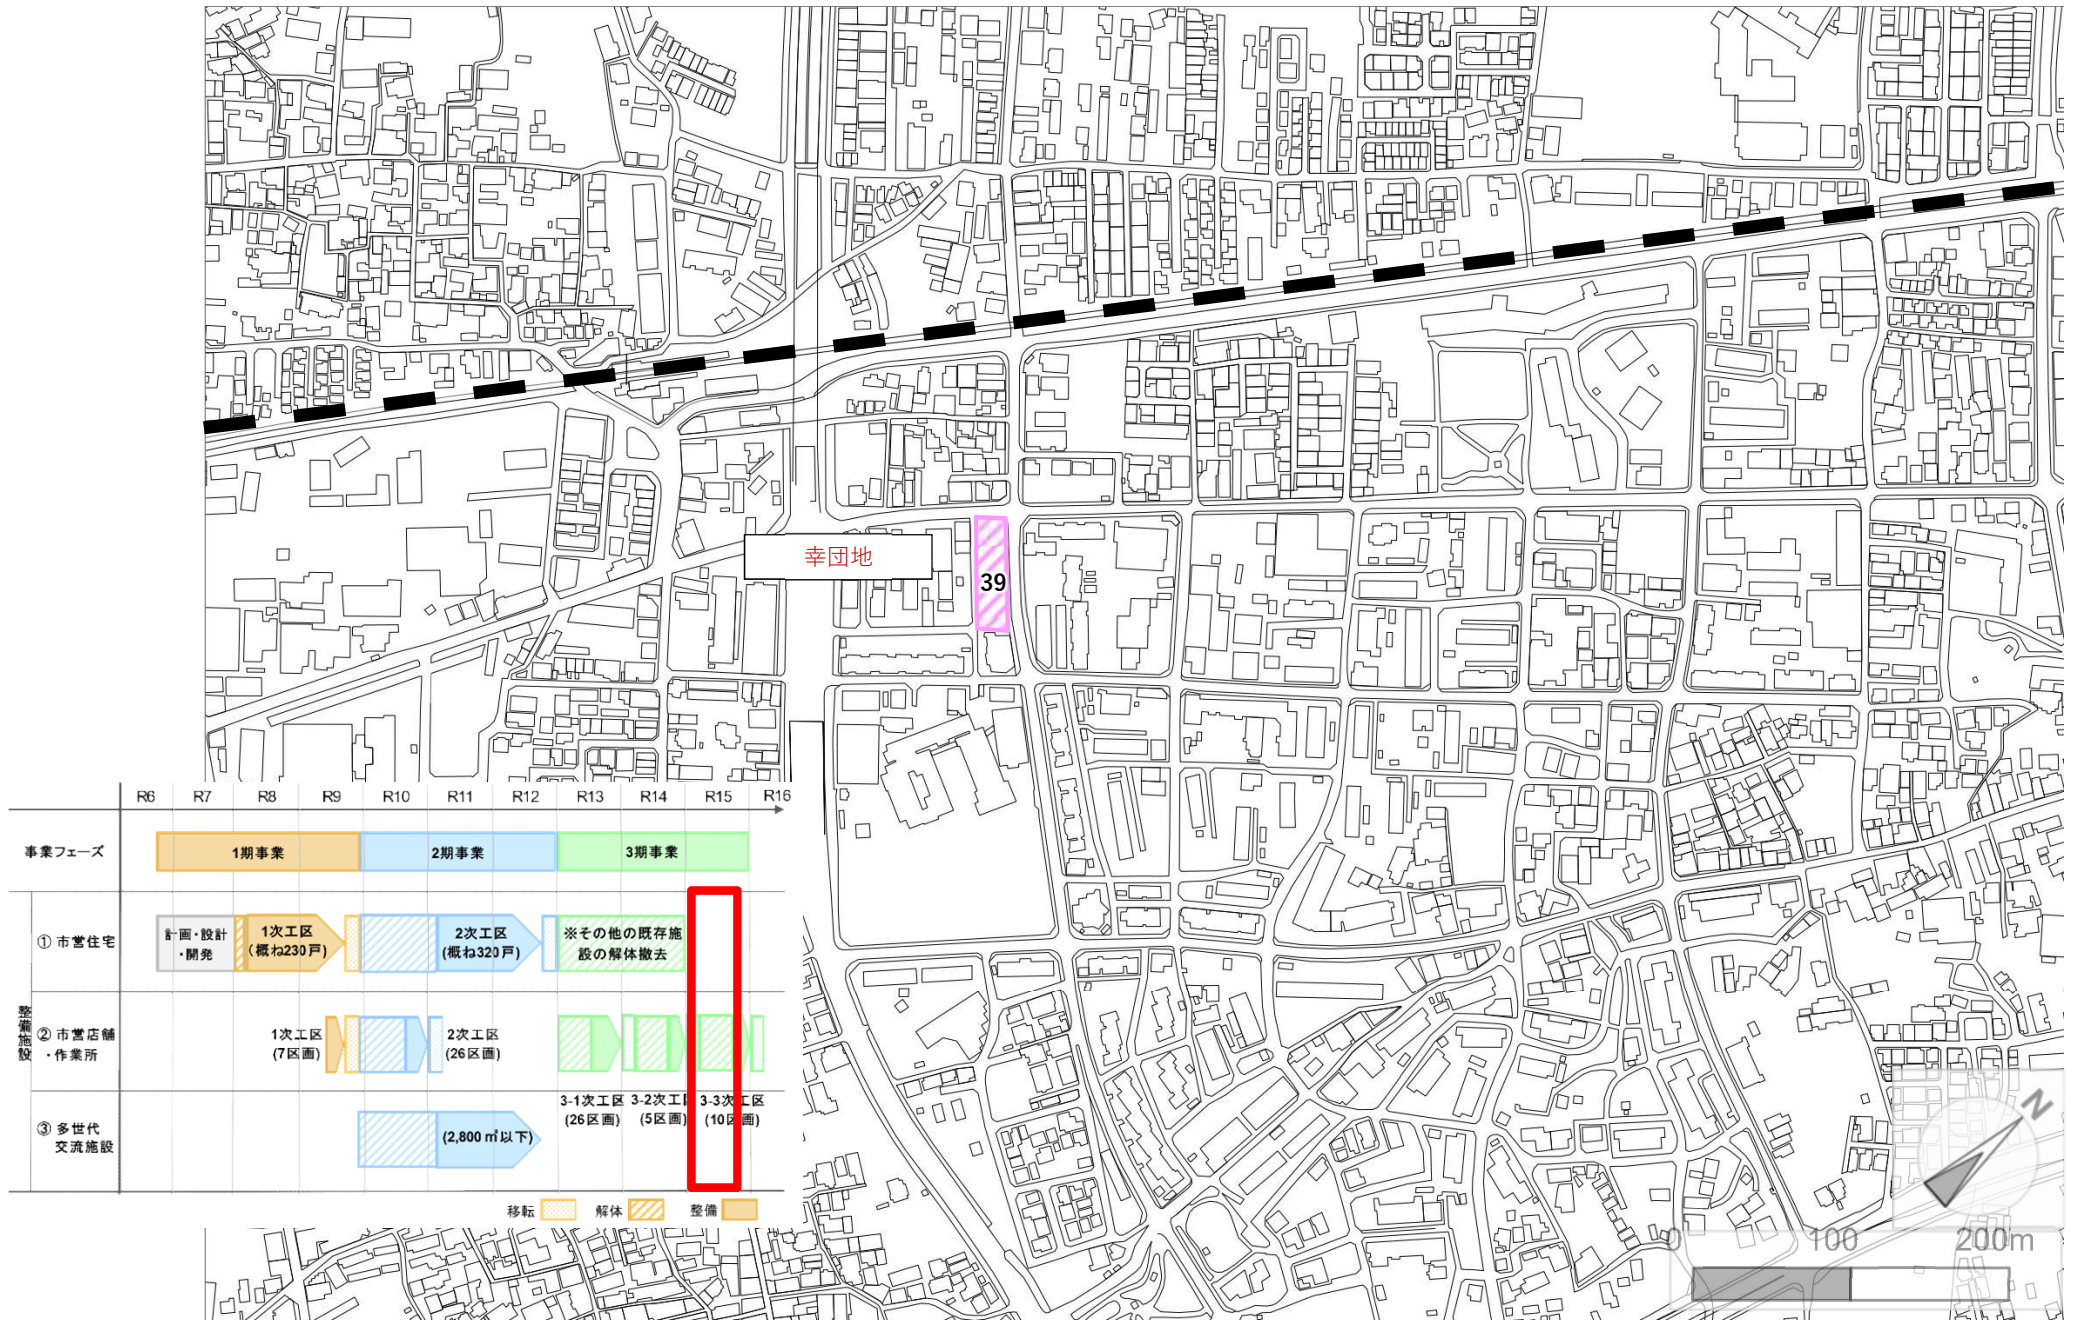 幸団地
39
R6 R7 R8 R9 R10 R11 R12 R13 R14 R15 R16
事業フェーズ
1期事業
2期事業
3期事業
整備施設
① 市営住宅
計画・設計
・開発
1次工区
(概ね230戸)
2次工区
(概ね320戸)
※その他の既存施
設の解体撤去
② 市営店舗
・作業所
1次工区
(7区画)
2次工区
(26区画)
3-1次工区
(26区画)
3-2次工区
(5区画)
3-3次工区
(10区画)
③ 多世代
交流施設
(2,800㎡以下)
移転
解体
整備
N
0 100 200m